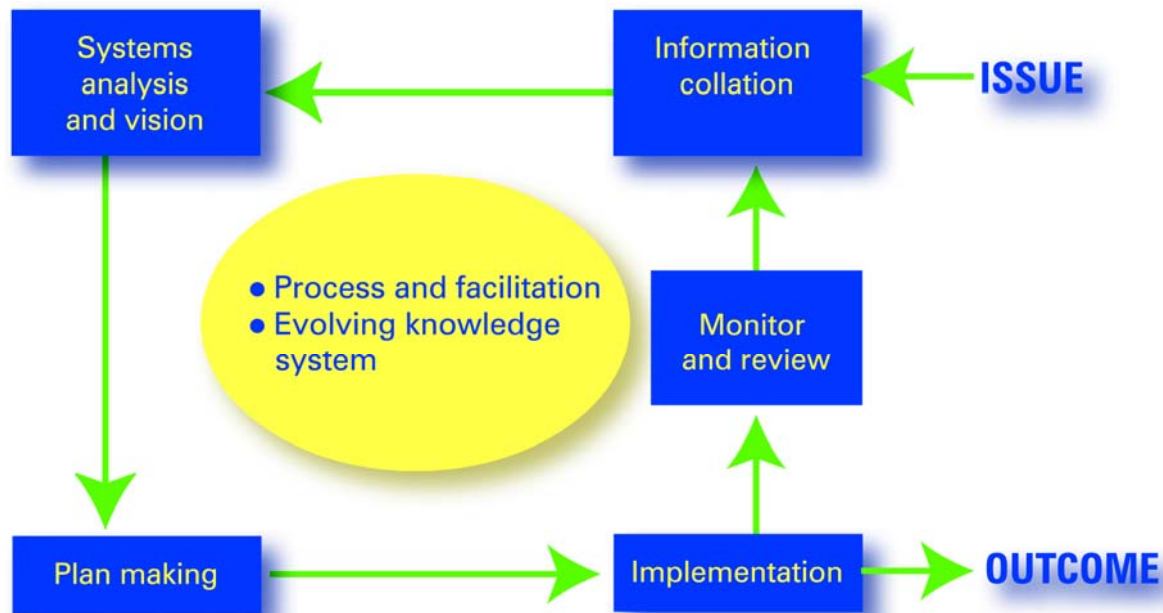 Systems
analysis
and vision
Information
collation
ISSUE
● Process and facilitation
● Evolving knowledge
system
Monitor
and review
Plan making
Implementation
OUTCOME